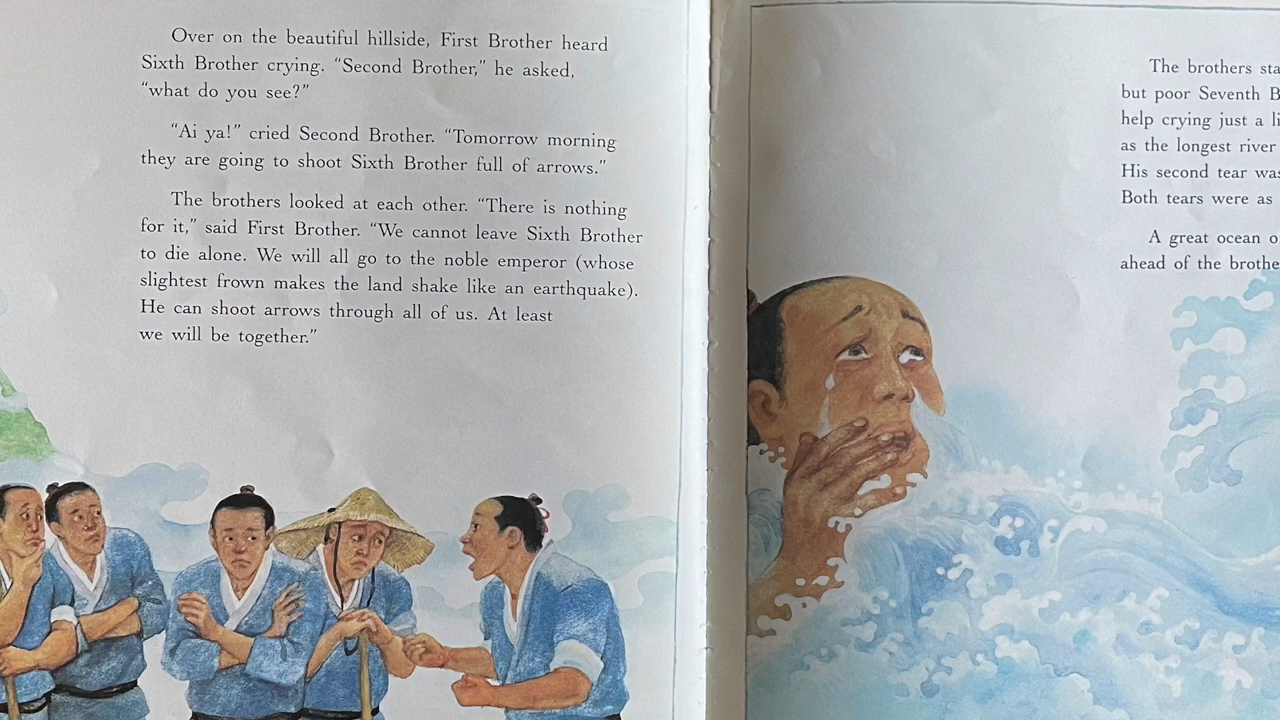 Over on the beautiful hillside, First Brother heard
Sixth Brother crying. “Second Brother,” he asked,
“what do you see?”
“Ai ya!” cried Second Brother. “Tomorrow morning
they are going to shoot Sixth Brother full of arrows.”
The brothers looked at each other. “There is nothing
for it,” said First Brother. “We cannot leave Sixth Brother
to die alone. We will all go to the noble emperor (whose
slightest frown makes the land shake like an earthquake).
He can shoot arrows through all of us. At least
we will be together.”
The brothers
but poor Seventh
help crying just a
as the longest river
His second tear was
Both tears were as
A great ocean
ahead of the